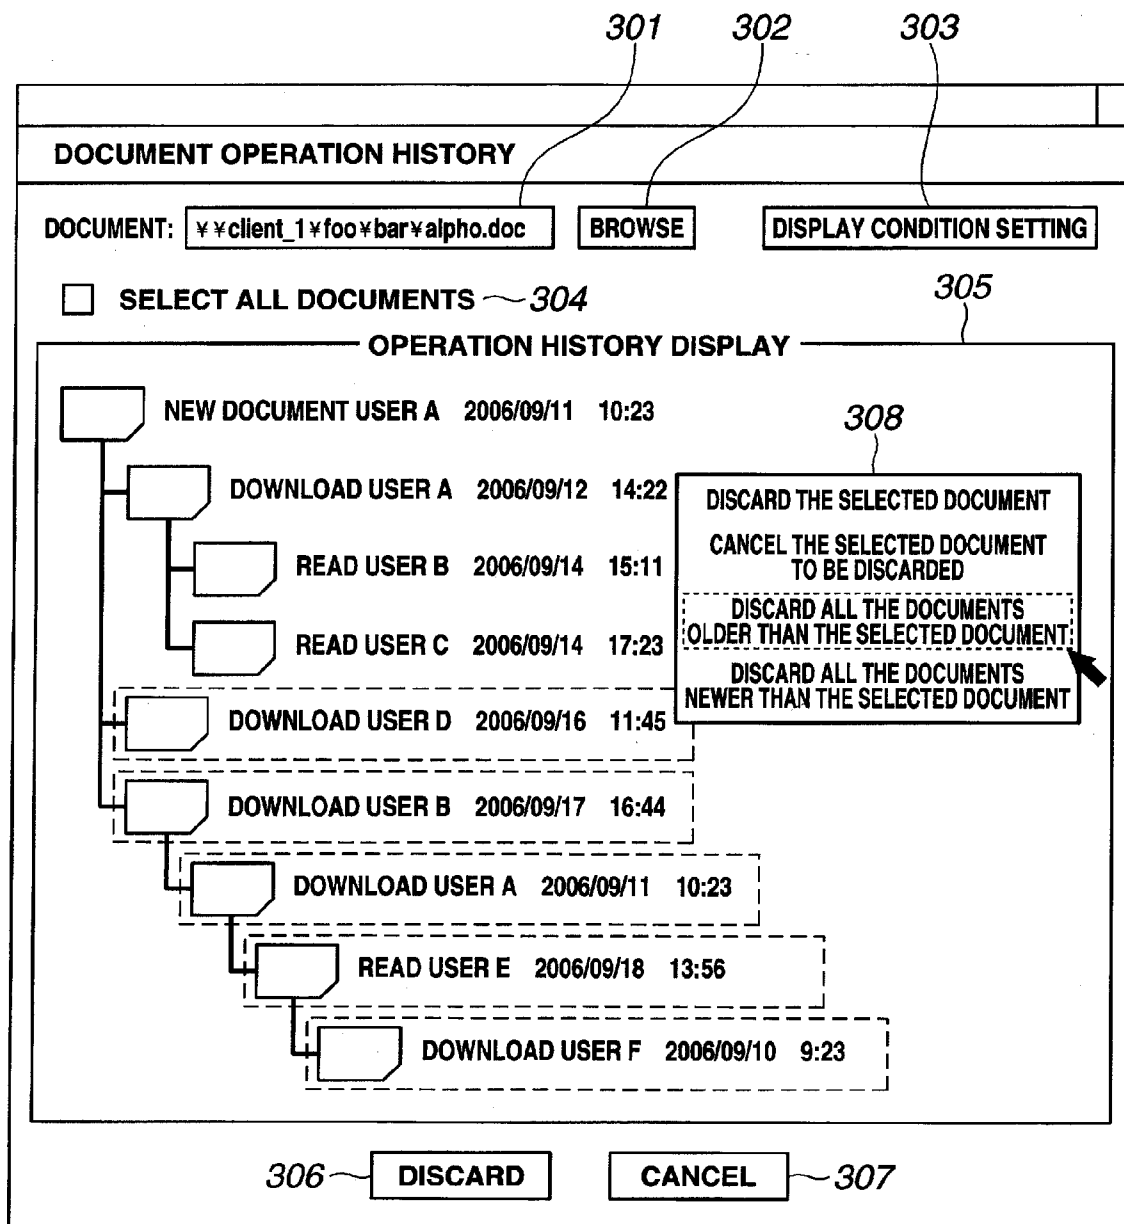 301 302 303
DOCUMENT OPERATION HISTORY
DOCUMENT: ¥¥client_1¥foo¥bar¥alpho.doc BROWSE DISPLAY CONDITION SETTING
SELECT ALL DOCUMENTS 304 305
OPERATION HISTORY DISPLAY
NEW DOCUMENT USER A 2006/09/11 10:23
DOWNLOAD USER A 2006/09/12 14:22
READ USER B 2006/09/14 15:11
READ USER C 2006/09/14 17:23
DOWNLOAD USER D 2006/09/16 11:45
DOWNLOAD USER B 2006/09/17 16:44
DOWNLOAD USER A 2006/09/11 10:23
READ USER E 2006/09/18 13:56
DOWNLOAD USER F 2006/09/10 9:23
308
DISCARD THE SELECTED DOCUMENT
CANCEL THE SELECTED DOCUMENT
TO BE DISCARDED
DISCARD ALL THE DOCUMENTS
OLDER THAN THE SELECTED DOCUMENT
DISCARD ALL THE DOCUMENTS
NEWER THAN THE SELECTED DOCUMENT
306 DISCARD CANCEL 307